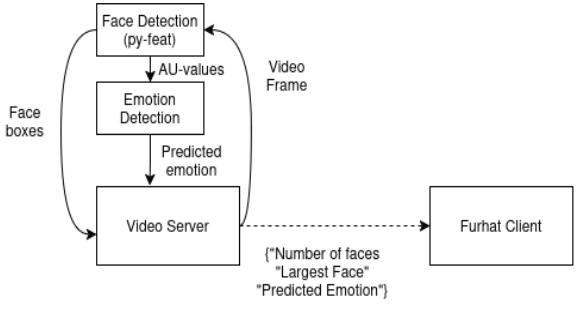 Face Detection
(py-feat)
AU-values
Video
Frame
Emotion
Detection
Face
boxes
Predicted
emotion
Video Server
Furhat Client
{"Number of faces
"Largest Face"
"Predicted Emotion"}